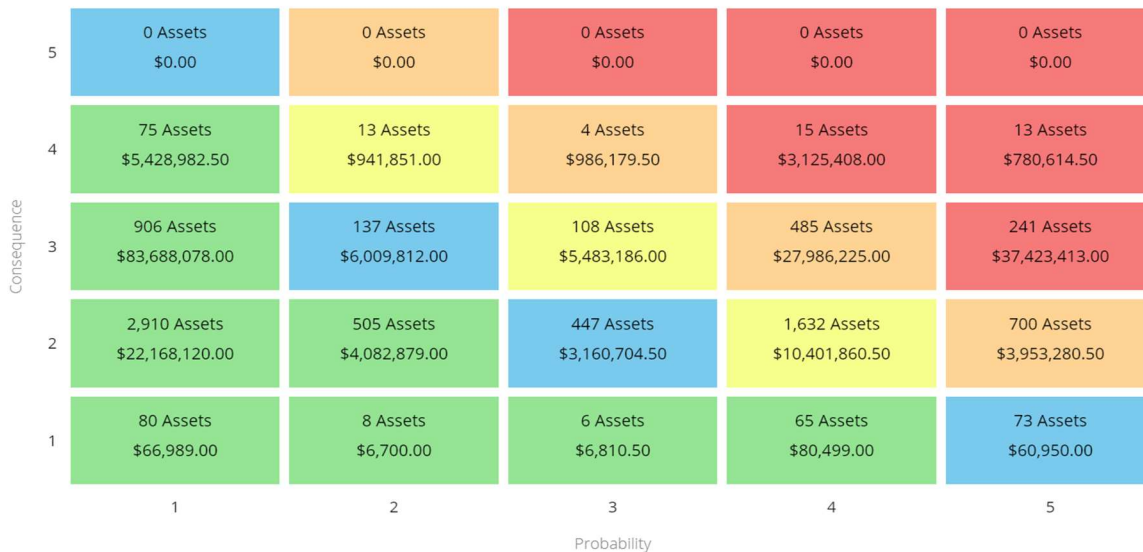 5
0 Assets
$0.00
0 Assets
$0.00
0 Assets
$0.00
0 Assets
$0.00
0 Assets
$0.00
4
75 Assets
$5,428,982.50
13 Assets
$941,851.00
4 Assets
$986,179.50
15 Assets
$3,125,408.00
13 Assets
$780,614.50
Consequence
3
906 Assets
$83,688,078.00
137 Assets
$6,009,812.00
108 Assets
$5,483,186.00
485 Assets
$27,986,225.00
241 Assets
$37,423,413.00
2
2,910 Assets
$22,168,120.00
505 Assets
$4,082,879.00
447 Assets
$3,160,704.50
1,632 Assets
$10,401,860.50
700 Assets
$3,953,280.50
1
80 Assets
$66,989.00
8 Assets
$6,700.00
6 Assets
$6,810.50
65 Assets
$80,499.00
73 Assets
$60,950.00
1
2
3
4
5
Probability